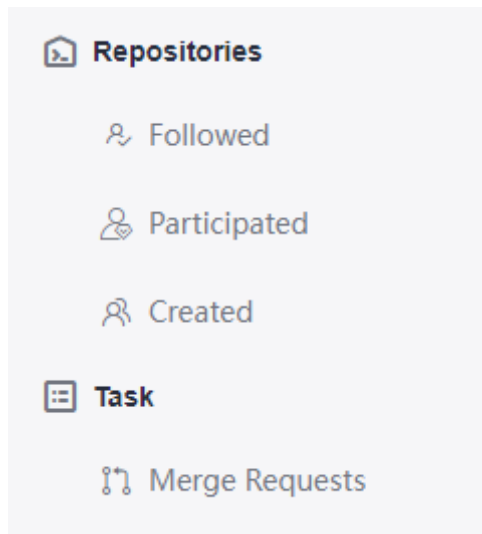 Repositories
Followed
Participated
Created
Task
Merge Requests